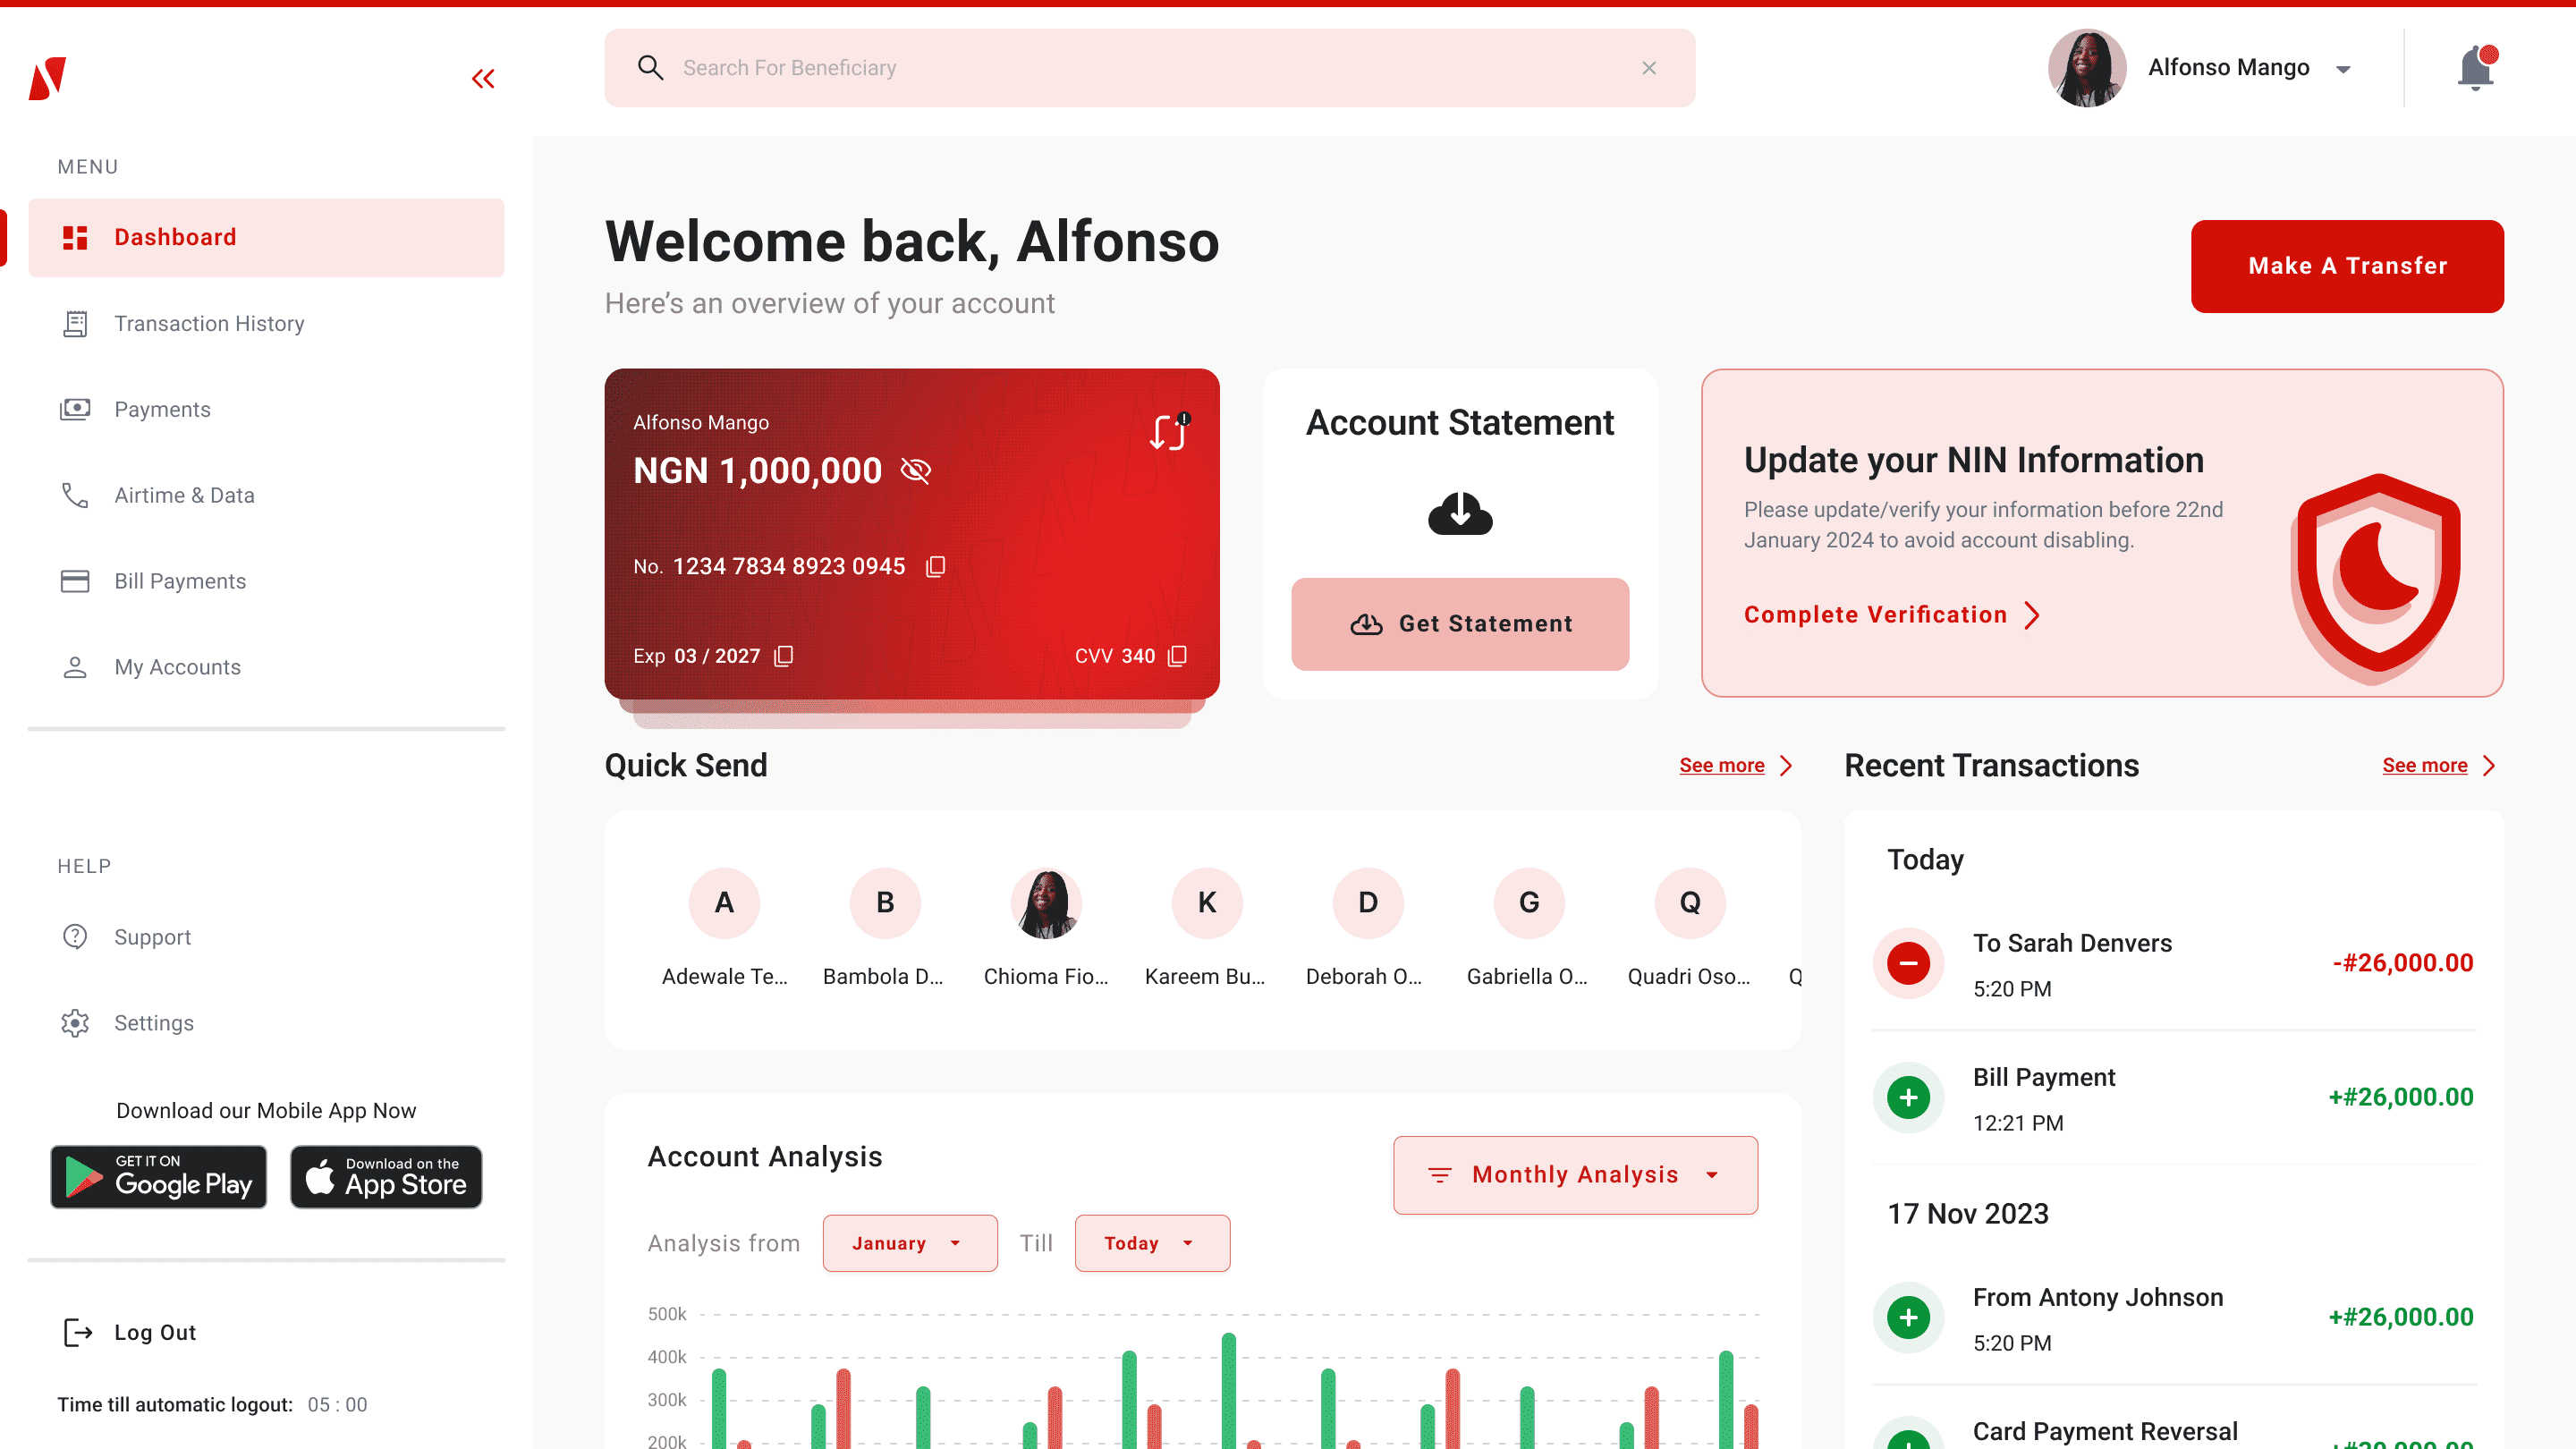 Search For Beneficiary
Alfonso Mango
MENU
Dashboard
Transaction History
Payments
Airtime & Data
Bill Payments
My Accounts
HELP
Support
Settings
Download our Mobile App Now
GET IT ON
Google Play
Download on the
App Store
Log Out
Time till automatic logout: 05 : 00
Welcome back, Alfonso
Here’s an overview of your account
Make A Transfer
Alfonso Mango
NGN 1,000,000
No. 1234 7834 8923 0945
Exp 03 / 2027
CVV 340
Account Statement
Get Statement
Update your NIN Information
Please update/verify your information before 22nd
January 2024 to avoid account disabling.
Complete Verification
Quick Send
See more
A
B
K
D
G
Q
Adewale Te...
Bambola D...
Chioma Fio...
Kareem Bu...
Deborah O...
Gabriella O...
Quadri Oso...
Q
Account Analysis
Monthly Analysis
Analysis from
January
Till
Today
500k
400k
300k
200k
Recent Transactions
See more
Today
To Sarah Denvers
5:20 PM
-#26,000.00
Bill Payment
12:21 PM
+#26,000.00
17 Nov 2023
From Antony Johnson
5:20 PM
+#26,000.00
Card Payment Reversal